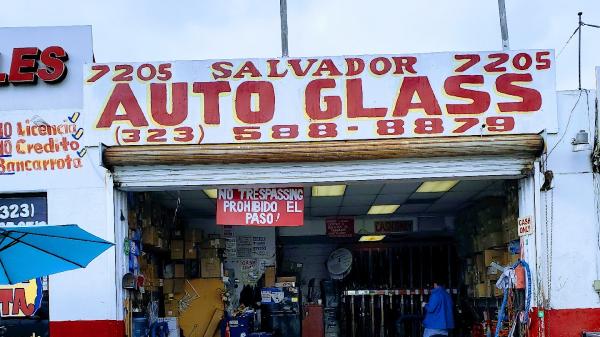 LES
NO Licencia
NO Credito
Bancarrota
(323)
7205 SALVADOR 7205
AUTO GLASS
(323) 588-8879
NO TRESPASSING
PROHIBIDO EL
PASO!
CASH
ONLY